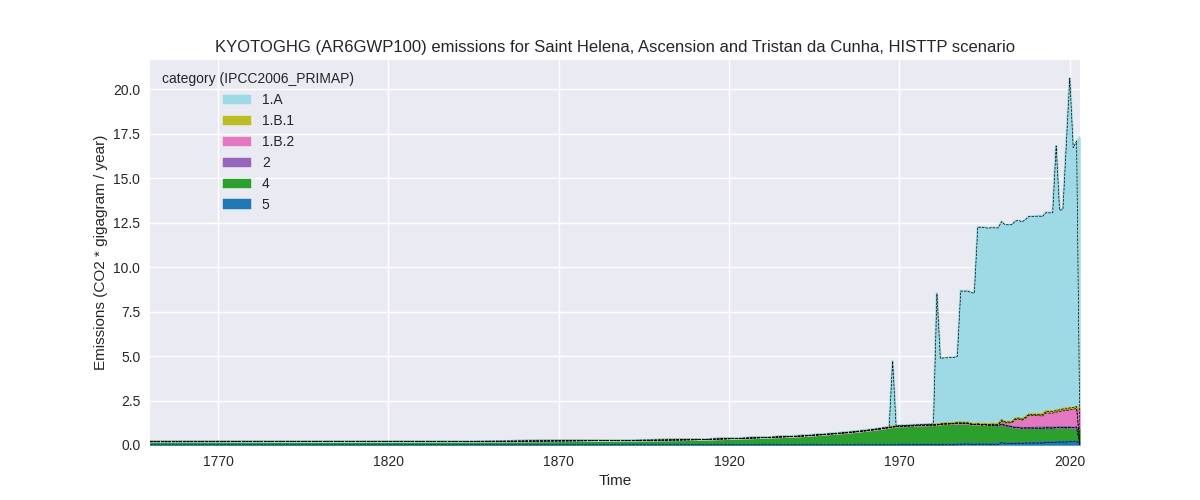 KYOTOGHG (AR6GWP100) emissions for Saint Helena, Ascension and Tristan da Cunha, HISTTP scenario
category (IPCC2006_PRIMAP)
1.A
1.B.1
1.B.2
2
4
5
Emissions (CO2 * gigagram / year)
20.0
17.5
15.0
12.5
10.0
7.5
5.0
2.5
0.0
1770
1820
1870
1920
1970
2020
Time